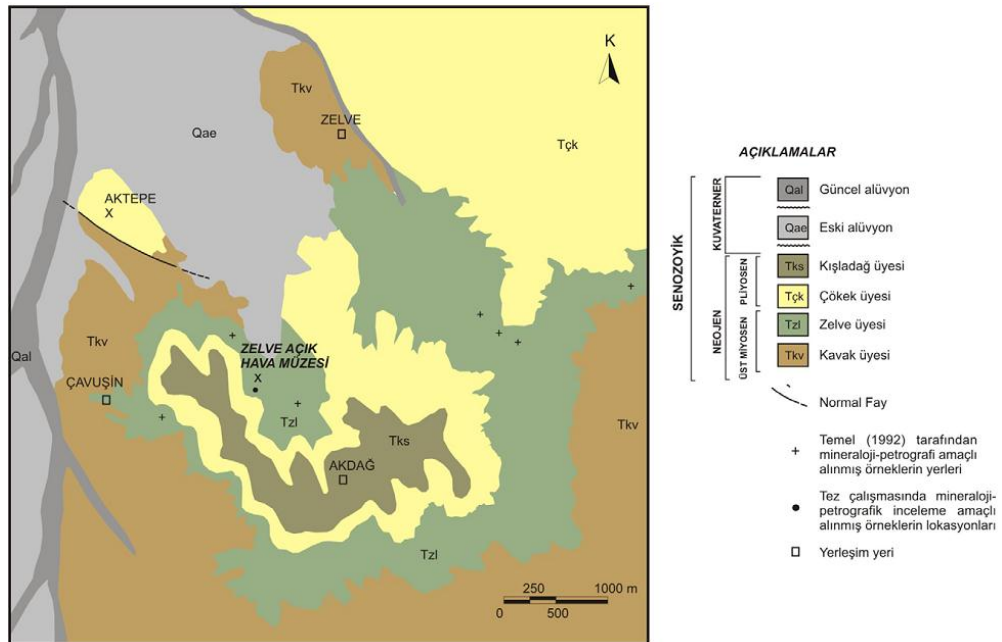 K
Tkv
ZELVE
Qae
Tçk
AKTEPE
X
Tkv
Qal
ZELVE AÇIK
HAVA MÜZESİ
X
ÇAVUŞİN
Tzl
Tks
Tkv
AKDAĞ
Tzl
250 1000 m
0 500
AÇIKLAMALAR
SENOZOYİK
KUVATERNER
NEOJEN
PLİYOSEN
ÜST MİYOSEN
Qal Güncel alüvyon
Qae Eski alüvyon
Tks Kışladağ üyesi
Tçk Çökek üyesi
Tzl Zelve üyesi
Tkv Kavak üyesi
Normal Fay
+ Temel (1992) tarafından
mineraloji-petrografi amaçlı
alınmış örneklerin yerleri
Tez çalışmasında mineraloji-
petrografik inceleme amaçlı
alınmış örneklerin lokasyonları
Yerleşim yeri